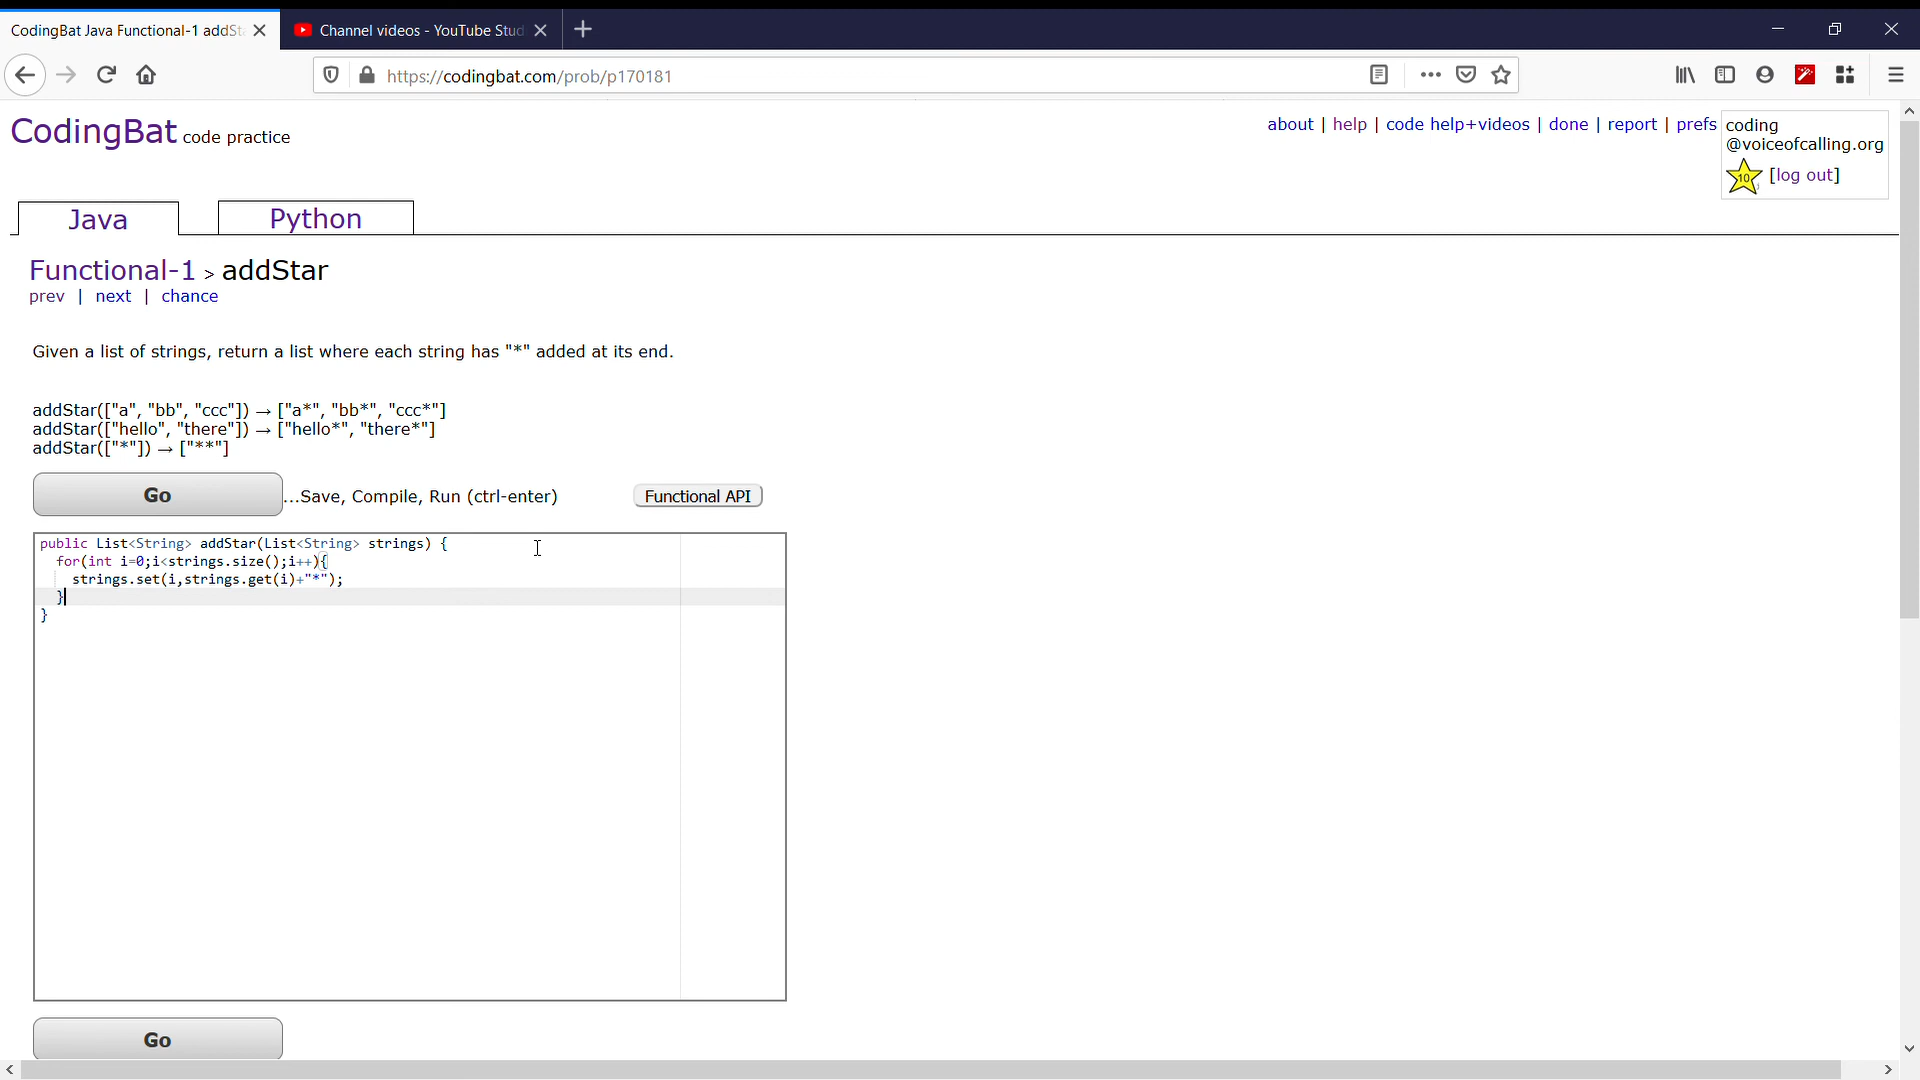 CodingBat Java Functional-1 addSt
Channel videos - YouTube Stud
https://codingbat.com/prob/p170181
CodingBat code practice
about | help | code help+videos | done | report | prefs
coding
@voiceofcalling.org
10
[log out]
Java
Python
Functional-1 > addStar
prev | next | chance
Given a list of strings, return a list where each string has "*" added at its end.
addStar(["a", "bb", "ccc"]) → ["a*", "bb*", "ccc*"]
addStar(["hello", "there"]) → ["hello*", "there*"]
addStar(["*"]) → ["**"]
Go
...Save, Compile, Run (ctrl-enter)
Functional API
public List<String> addStar(List<String> strings) {
for(int i=0;i<strings.size();i++){
strings.set(i,strings.get(i)+"*");
}
}
Go